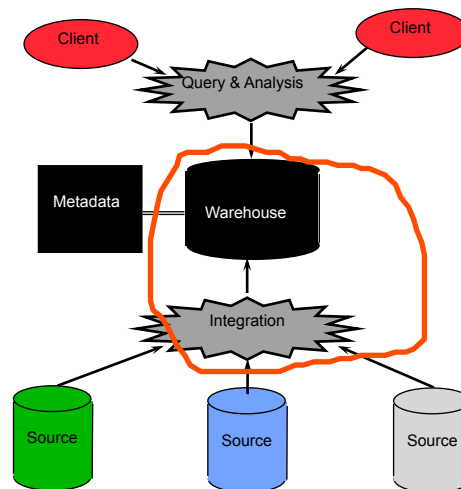 Client
Client
Query & Analysis
Metadata
Warehouse
Integration
Source
Source
Source